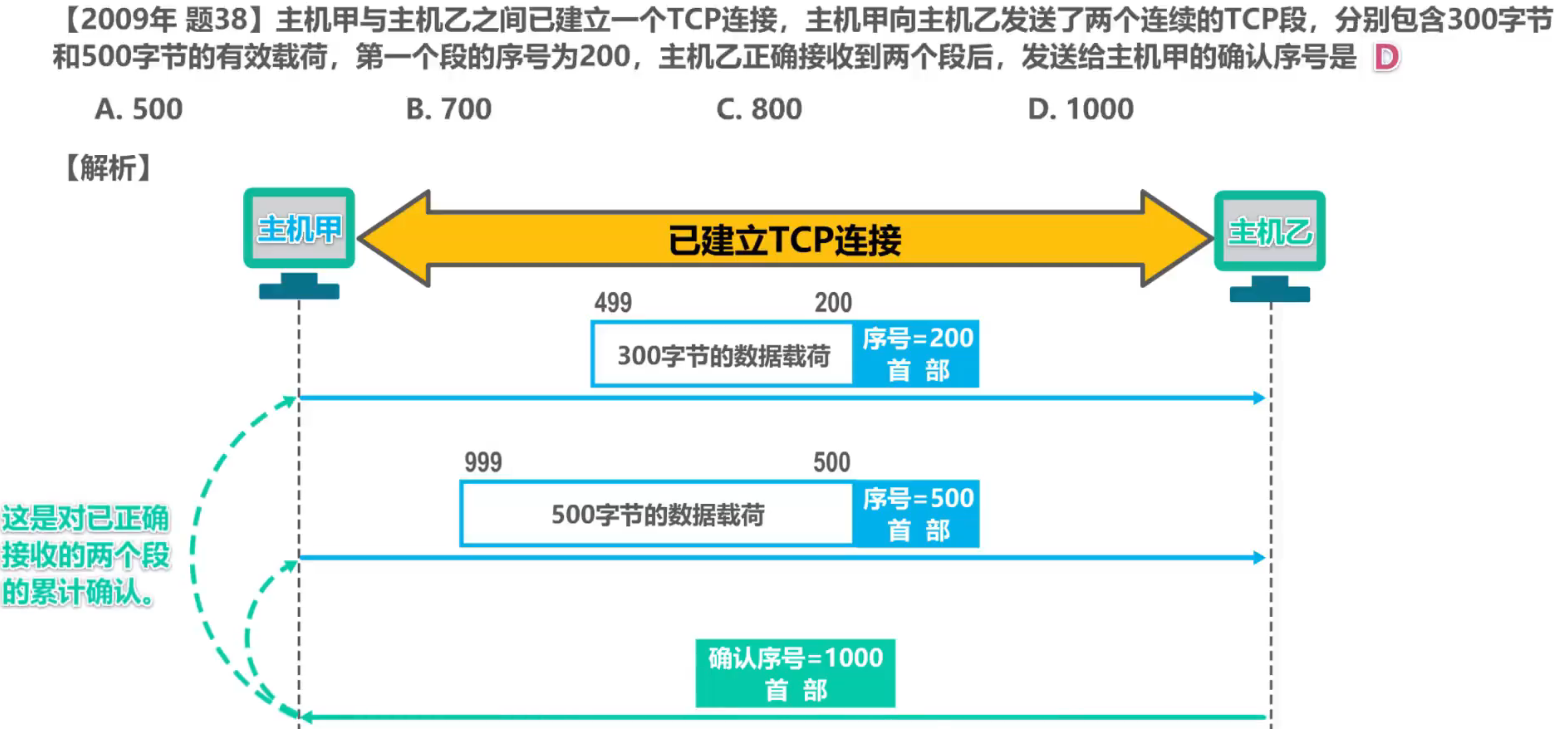 【2009年 题38】主机甲与主机乙之间已建立一个TCP连接，主机甲向主机乙发送了两个连续的TCP段，分别包含300字节
和500字节的有效载荷，第一个段的序号为200，主机乙正确接收到两个段后，发送给主机甲的确认序号是 D
A. 500 B. 700 C. 800 D. 1000
【解析】
主机甲
已建立TCP连接
主机乙
499 200
300字节的数据载荷
序号=200
首 部
999 500
500字节的数据载荷
序号=500
首 部
这是对已正确
接收的两个段
的累计确认。
确认序号=1000
首 部